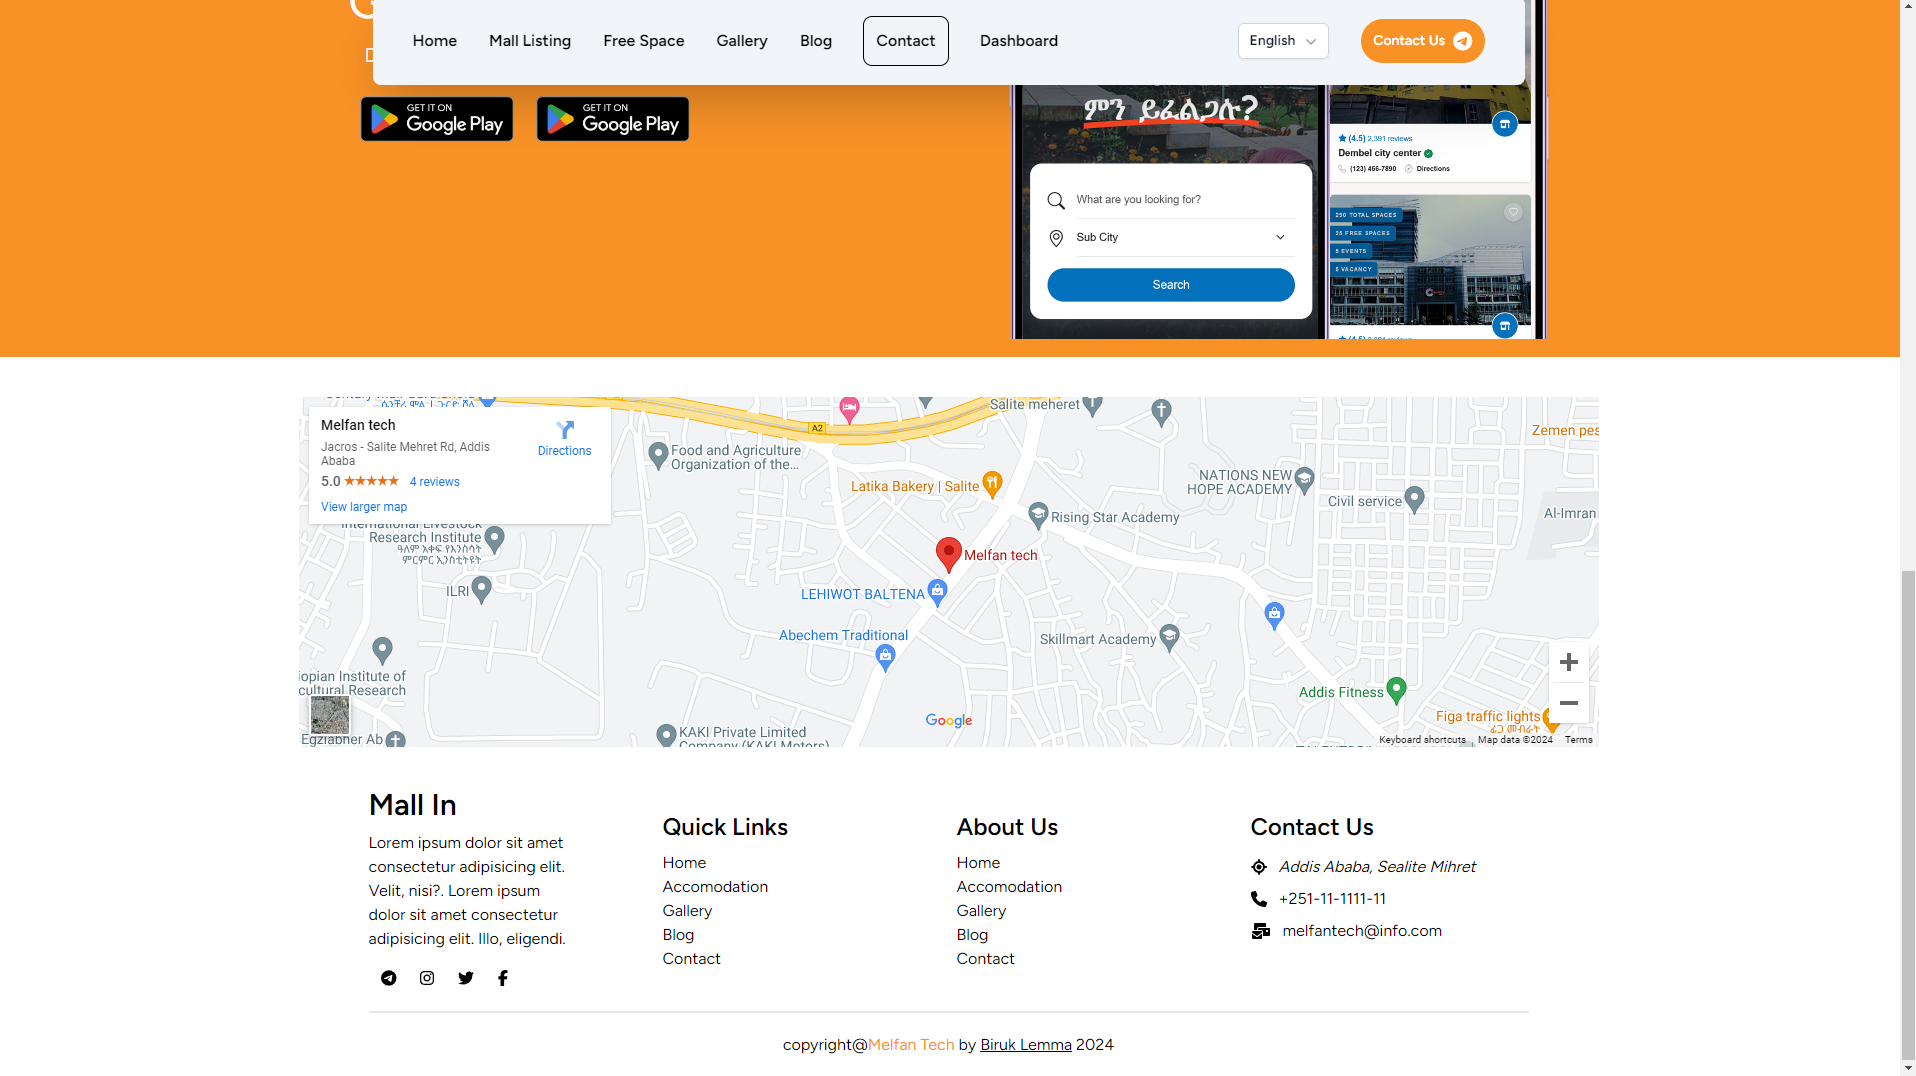 Home
Mall Listing
Free Space
Gallery
Blog
Contact
Dashboard
English
Contact Us
GET IT ON
Google Play
GET IT ON
Google Play
ምን ይፈልጋሉ?
What are you looking for?
Sub City
Search
(4.5) 2,391 reviews
Dembel city center
(123) 456-7890
Directions
250 TOTAL SPACES
25 FREE SPACES
5 EVENTS
5 VACANCY
Melfan tech
Jacros - Salite Mehret Rd, Addis
Ababa
5.0
4 reviews
View larger map
Directions
A2
Salite meheret
Zemen pes
Food and Agriculture
Organization of the...
Latika Bakery | Salite
NATIONS NEW
HOPE ACADEMY
Civil service
Al-Imran
Rising Star Academy
International Livestock
Research Institute
ዓለም አቀፍ የእንስሳት
ምርምር እንስቲትዩት
Melfan tech
ILRI
LEHIWOT BALTENA
Abechem Traditional
Skillmart Academy
iopian Institute of
cultural Research
Addis Fitness
Figa traffic lights
Google
KAKI Private Limited
Company (KAKI Motors)
Egziabher Ab
Keyboard shortcuts
Map data ©2024
Terms
Mall In
Lorem ipsum dolor sit amet
consectetur adipisicing elit.
Velit, nisi?. Lorem ipsum
dolor sit amet consectetur
adipisicing elit. Illo, eligendi.
Quick Links
Home
Accomodation
Gallery
Blog
Contact
About Us
Home
Accomodation
Gallery
Blog
Contact
Contact Us
Addis Ababa, Sealite Mihret
+251-11-1111-11
melfantech@info.com
copyright@Melfan Tech by Biruk Lemma 2024